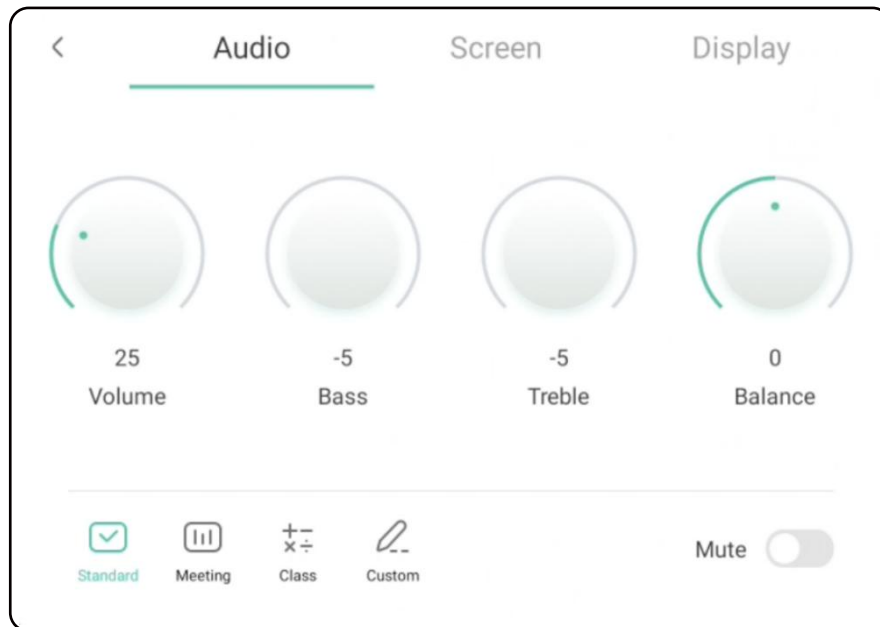 Audio Screen Display
25 -5 -5 0
Volume Bass Treble Balance
Standard Meeting Class Custom
Mute